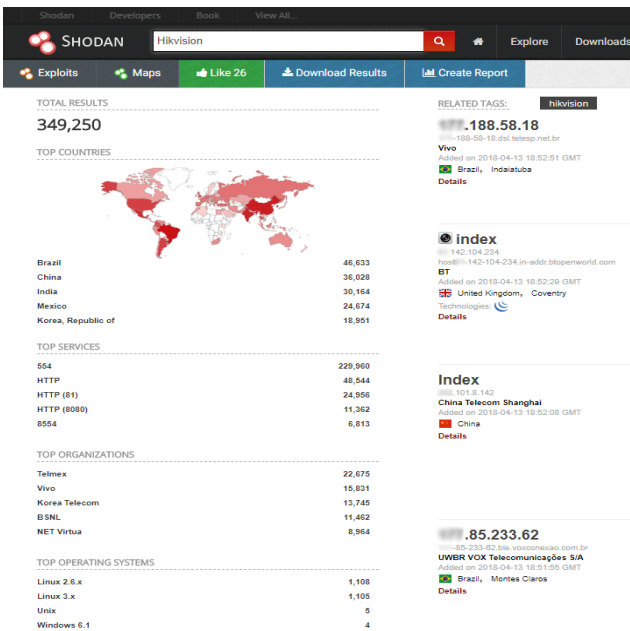 Shodan Developers Book View All...
SHODAN Hikvision Explore Downloads
Exploits Maps Like 26 Download Results Create Report
TOTAL RESULTS
349,250
TOP COUNTRIES
Brazil 46,633
China 36,028
India 30,164
Mexico 24,674
Korea, Republic of 18,951
TOP SERVICES
554 229,960
HTTP 48,544
HTTP (81) 24,956
HTTP (8080) 11,362
8554 6,813
TOP ORGANIZATIONS
Telmex 22,675
Vivo 15,831
Korea Telecom 13,745
BSNL 11,462
NET Virtua 8,964
TOP OPERATING SYSTEMS
Linux 2.6.x 1,108
Linux 3.x 1,105
Unix 5
Windows 6.1 4
RELATED TAGS: hikvision
.188.58.18
-188-58-18.dsl.telesp.net.br
Vivo
Added on 2018-04-13 18:52:51 GMT
Brazil, Indaiatuba
Details
index
.142.104.234
host -142-104-234.in-addr.btopenworld.com
BT
Added on 2018-04-13 18:52:29 GMT
United Kingdom, Coventry
Technologies:
Details
Index
.101.8.142
China Telecom Shanghai
Added on 2018-04-13 18:52:08 GMT
China
Details
.85.233.62
-85-233-62.ble.voxconexao.com.br
UWBR VOX Telecomunicações S/A
Added on 2018-04-13 18:51:55 GMT
Brazil, Montes Claros
Details